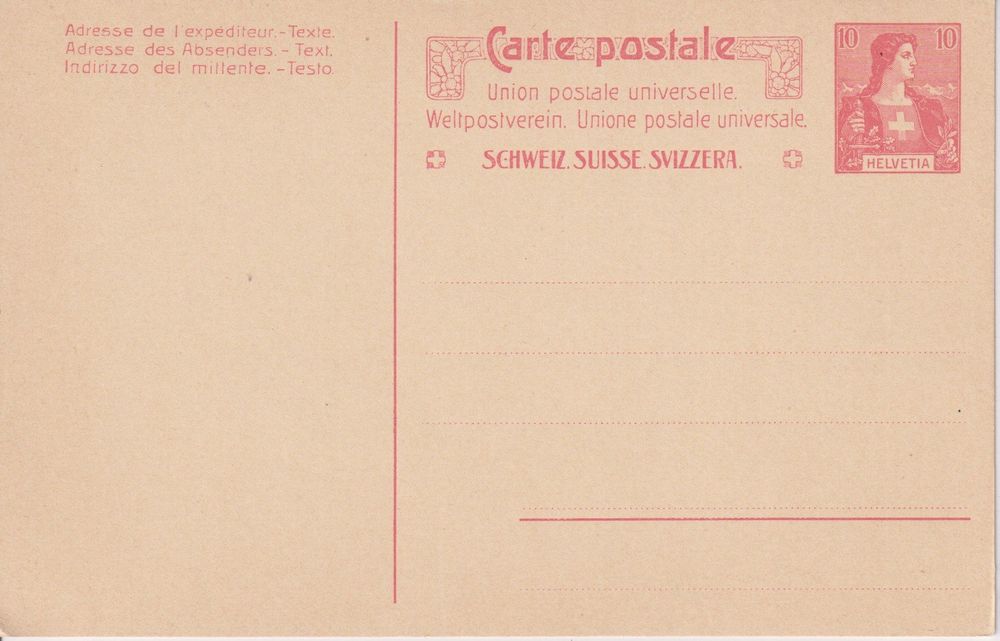 Adresse de l'expéditeur. - Texte.
Adresse des Absenders. - Text.
Indirizzo del mittente. - Testo.
Carte postale
Union postale universelle.
Weltpostverein. Unione postale universale.
SCHWEIZ. SUISSE. SVIZZERA.
10 10
HELVETIA